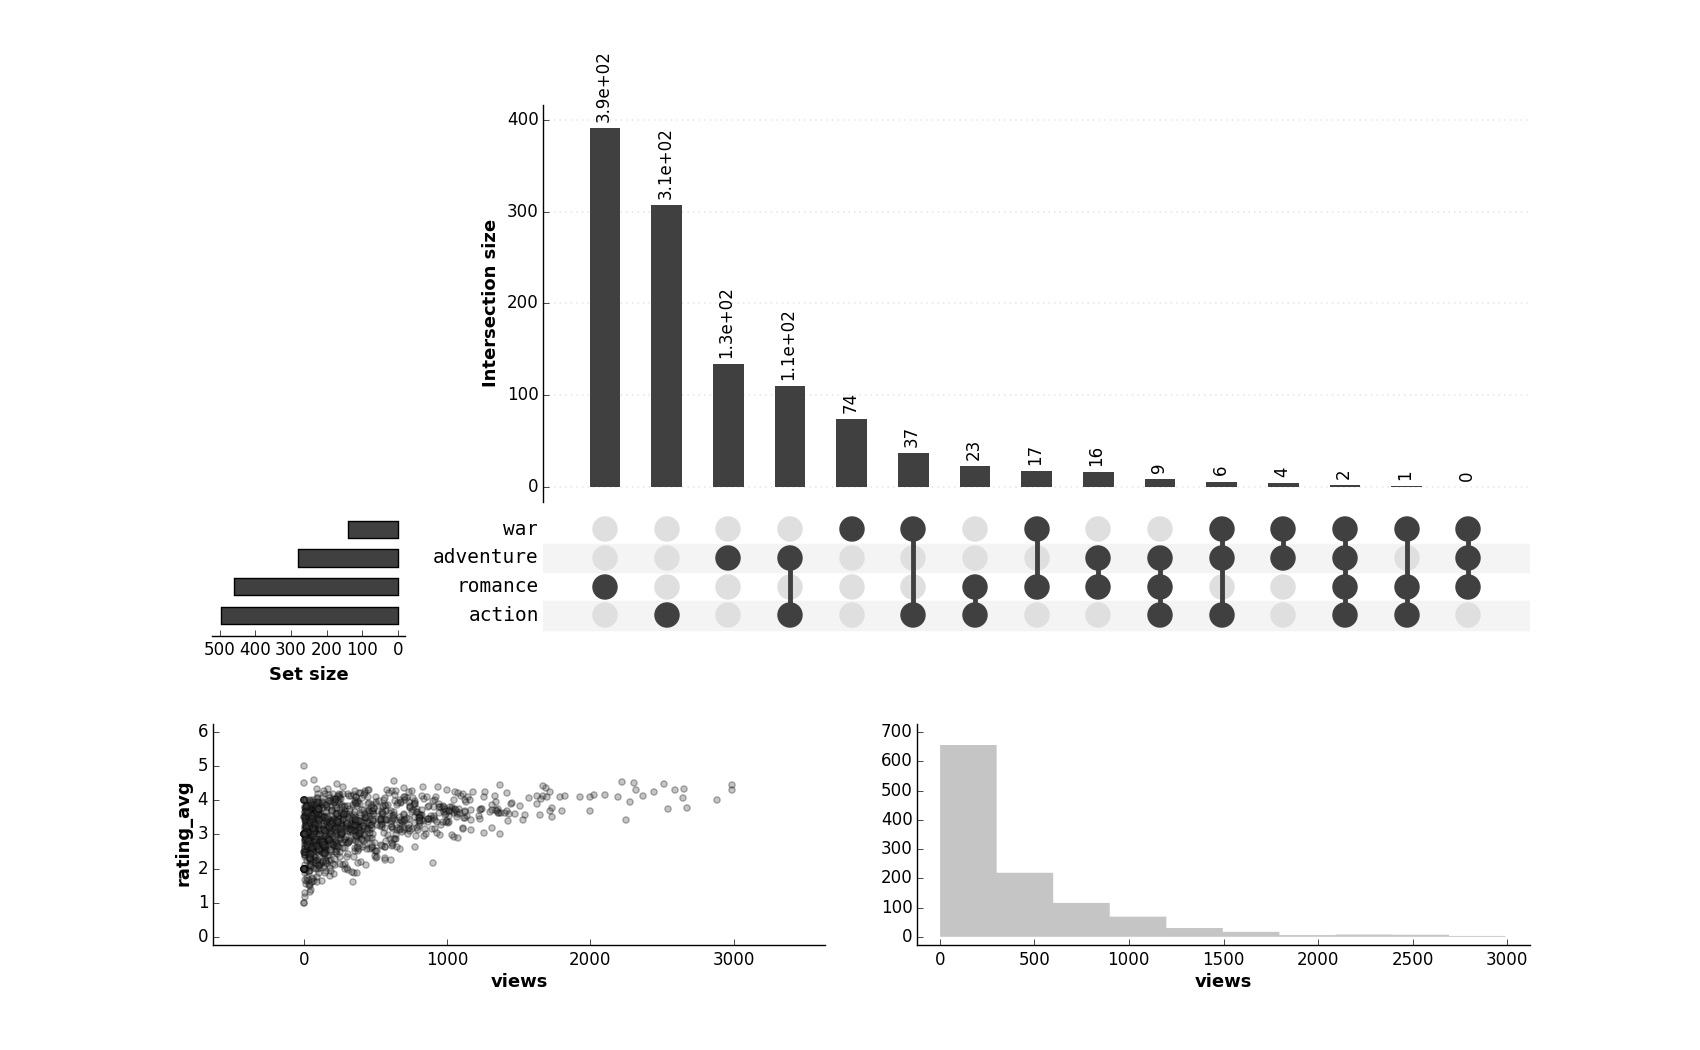 3.9e+02
3.1e+02
1.3e+02
1.1e+02
74
37
23
17
16
9
6
4
2
1
0
400
300
200
100
0
Intersection size
war
adventure
romance
action
500 400 300 200 100 0
Set size
6
5
4
3
2
1
0
rating_avg
0 1000 2000 3000
views
700
600
500
400
300
200
100
0
0 500 1000 1500 2000 2500 3000
views